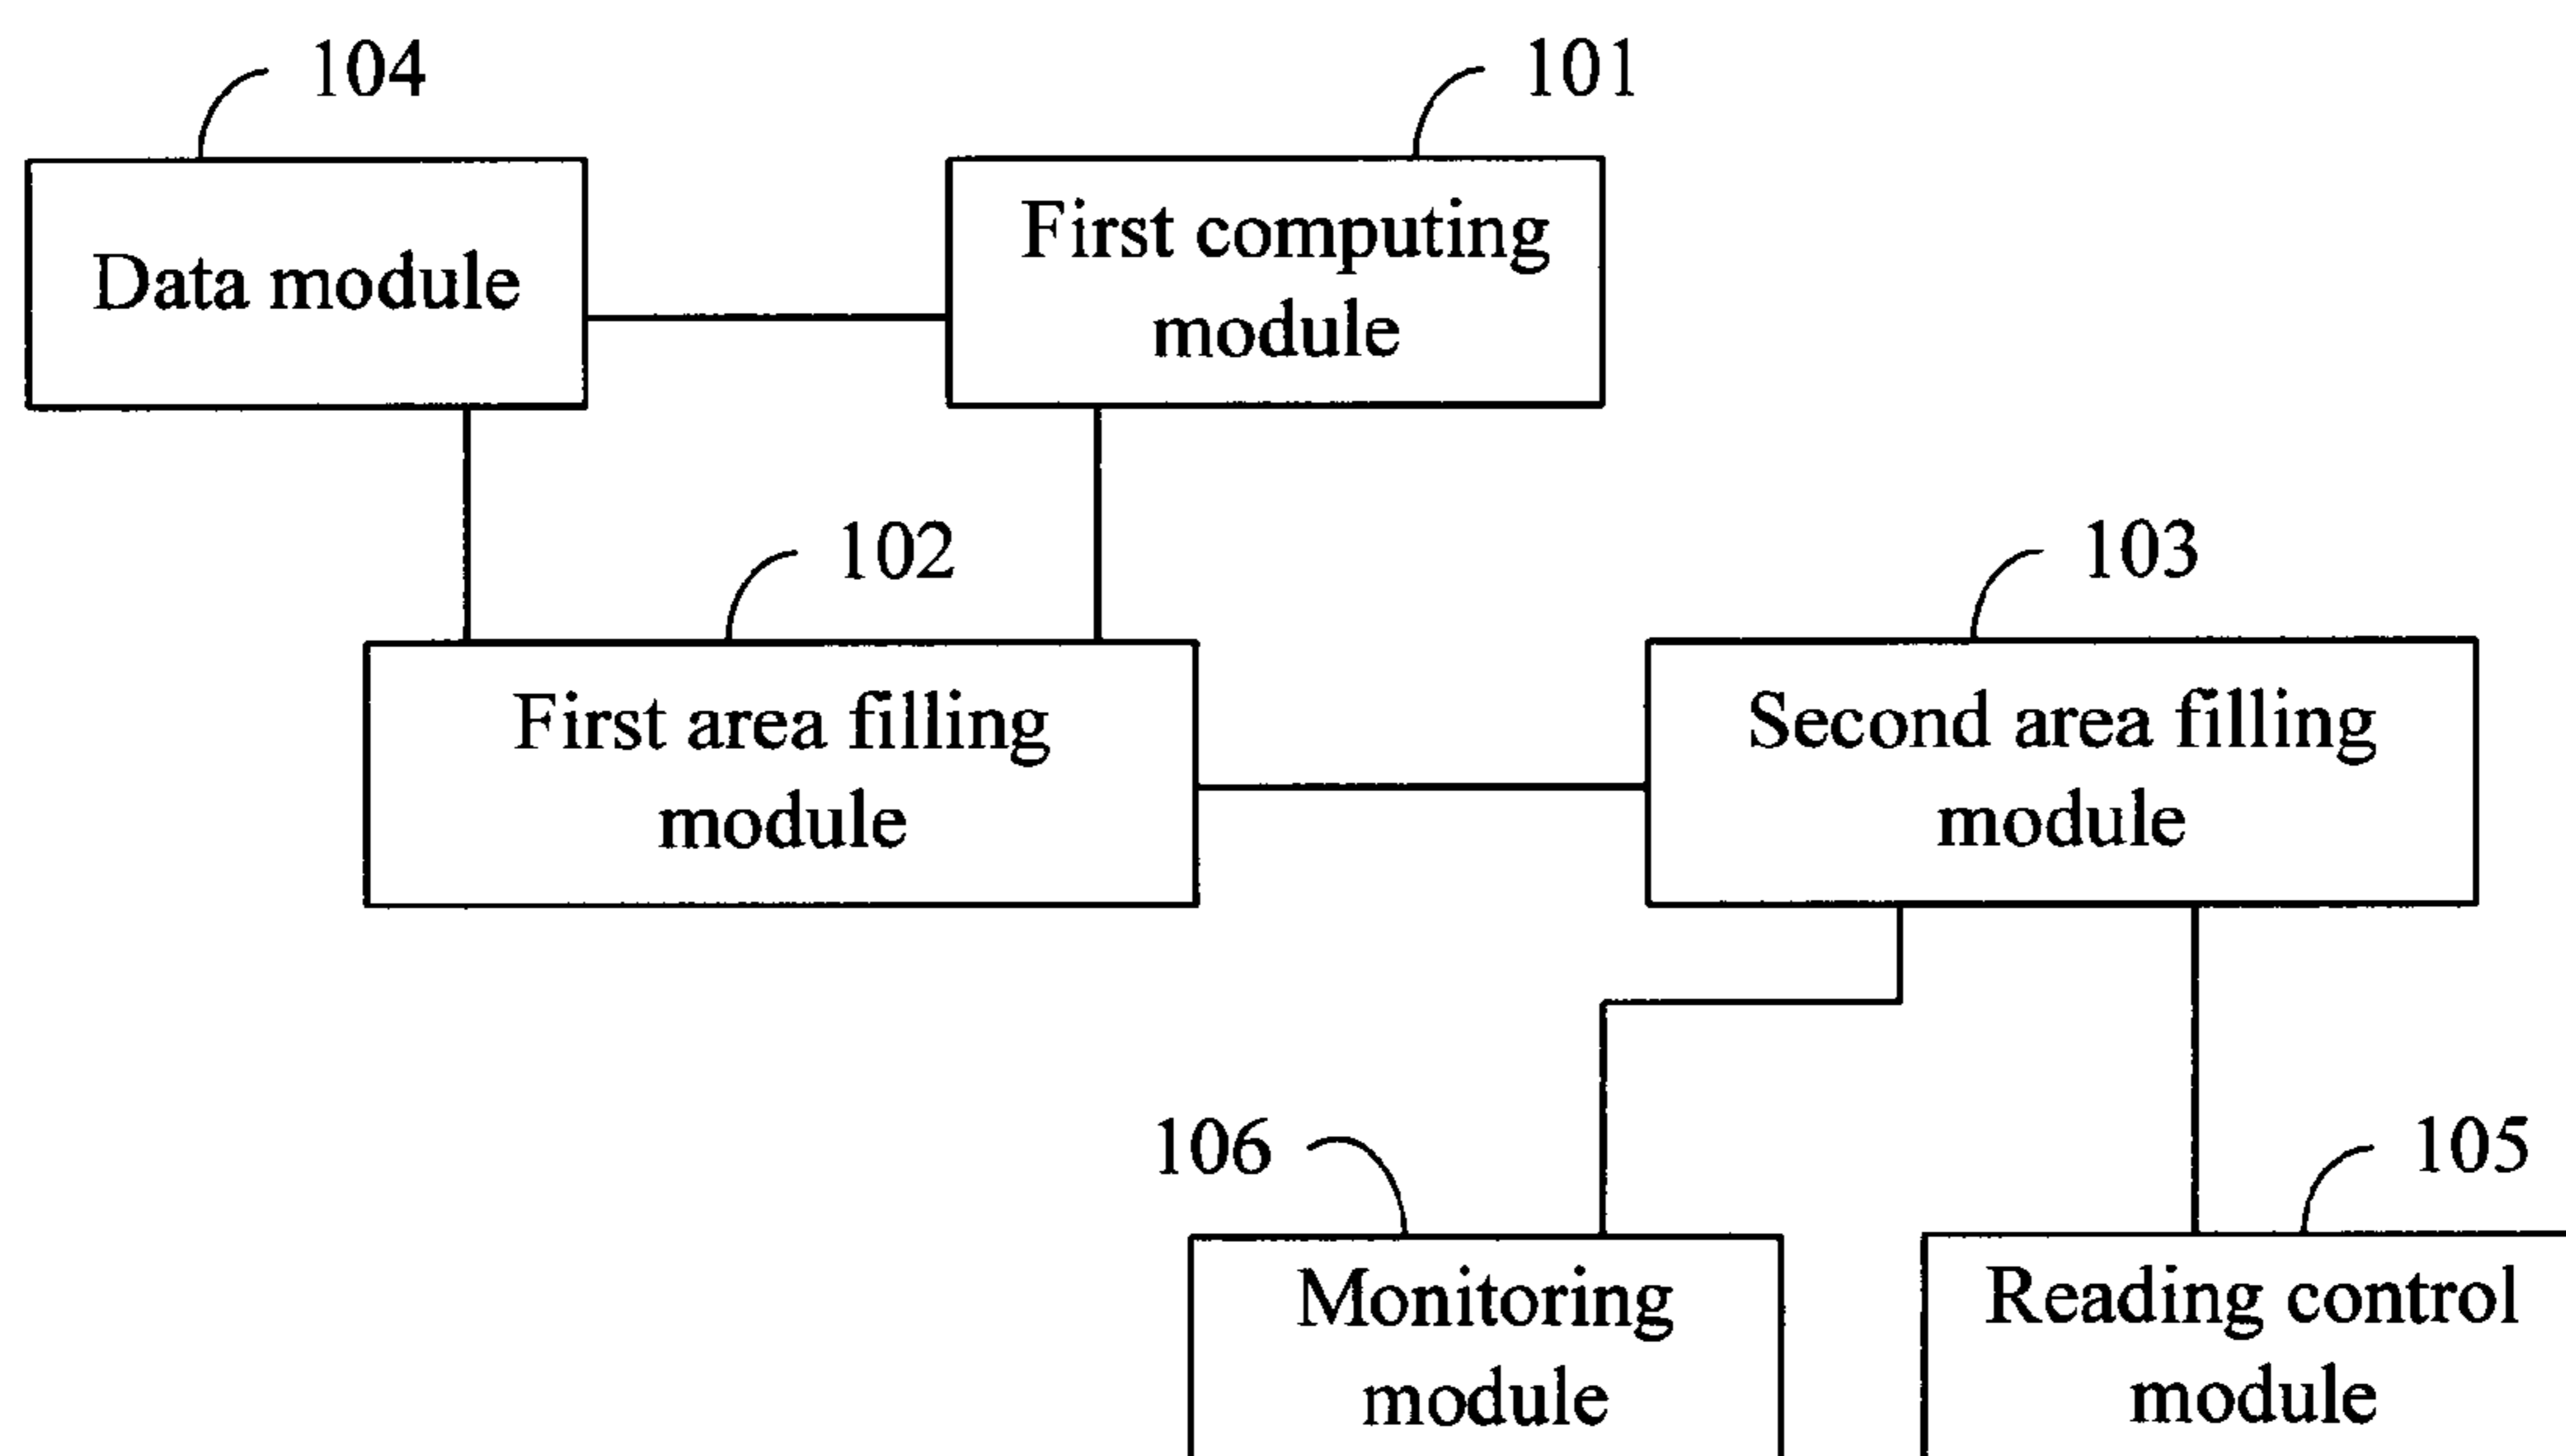 104
101
Data module
First computing
module
102
103
First area filling
module
Second area filling
module
106
105
Monitoring
module
Reading control
module